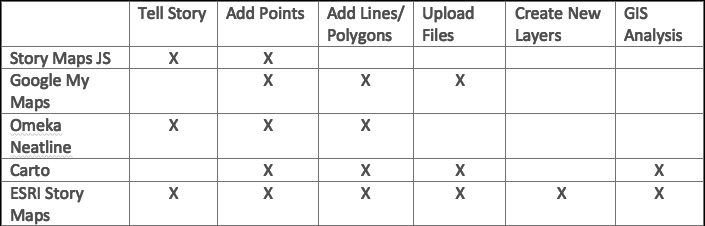 Tell Story Add Points Add Lines/ Upload Create New GIS
Polygons Files Layers Analysis
Story Maps JS X X
Google My X X X
Maps
Omeka X X X
Neatline
Carto X X X X
ESRI Story X X X X X X
Maps